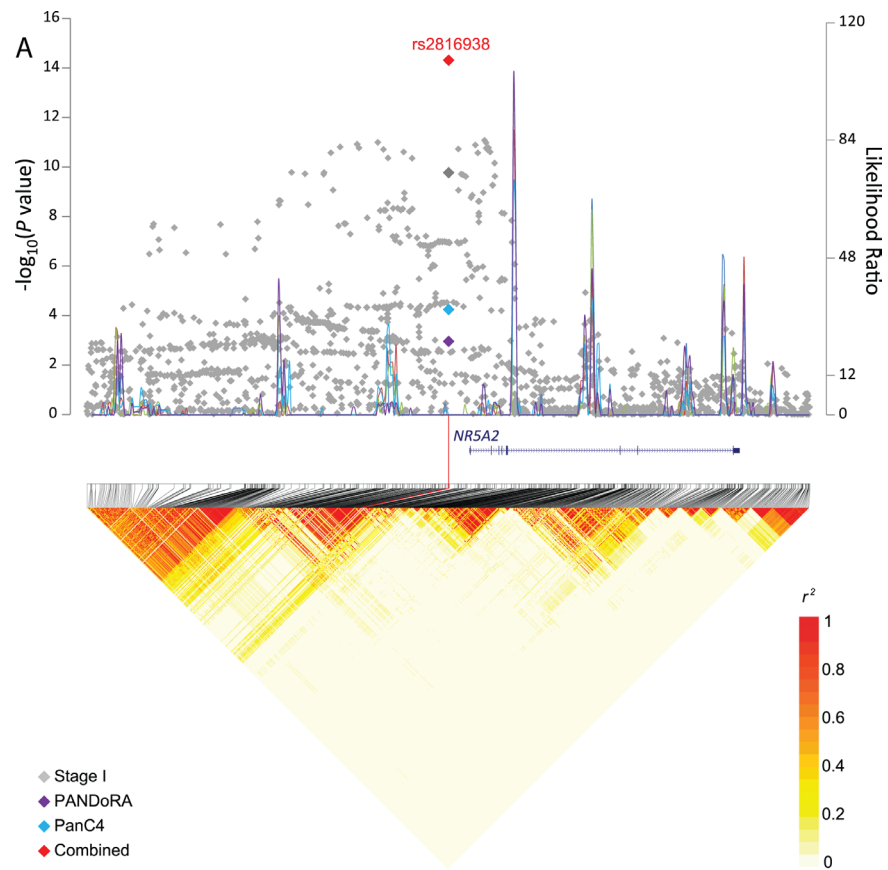 A
rs2816938
16
14
12
10
8
6
4
2
0
-log10(P value)
120
84
48
12
0
Likelihood Ratio
NR5A2
r²
1
0.8
0.6
0.4
0.2
0
Stage I
PANDoRA
PanC4
Combined